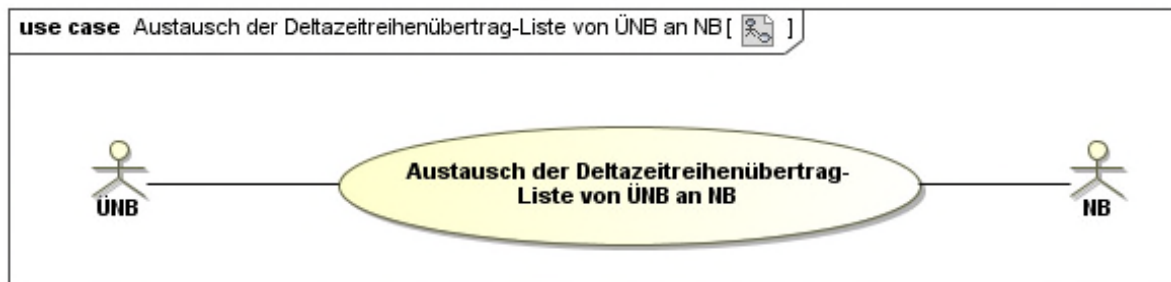 use case Austausch der Deltazeitreihenübertrag-Liste von ÜNB an NB [ ]
Austausch der Deltazeitreihenübertrag-
Liste von ÜNB an NB
ÜNB
NB